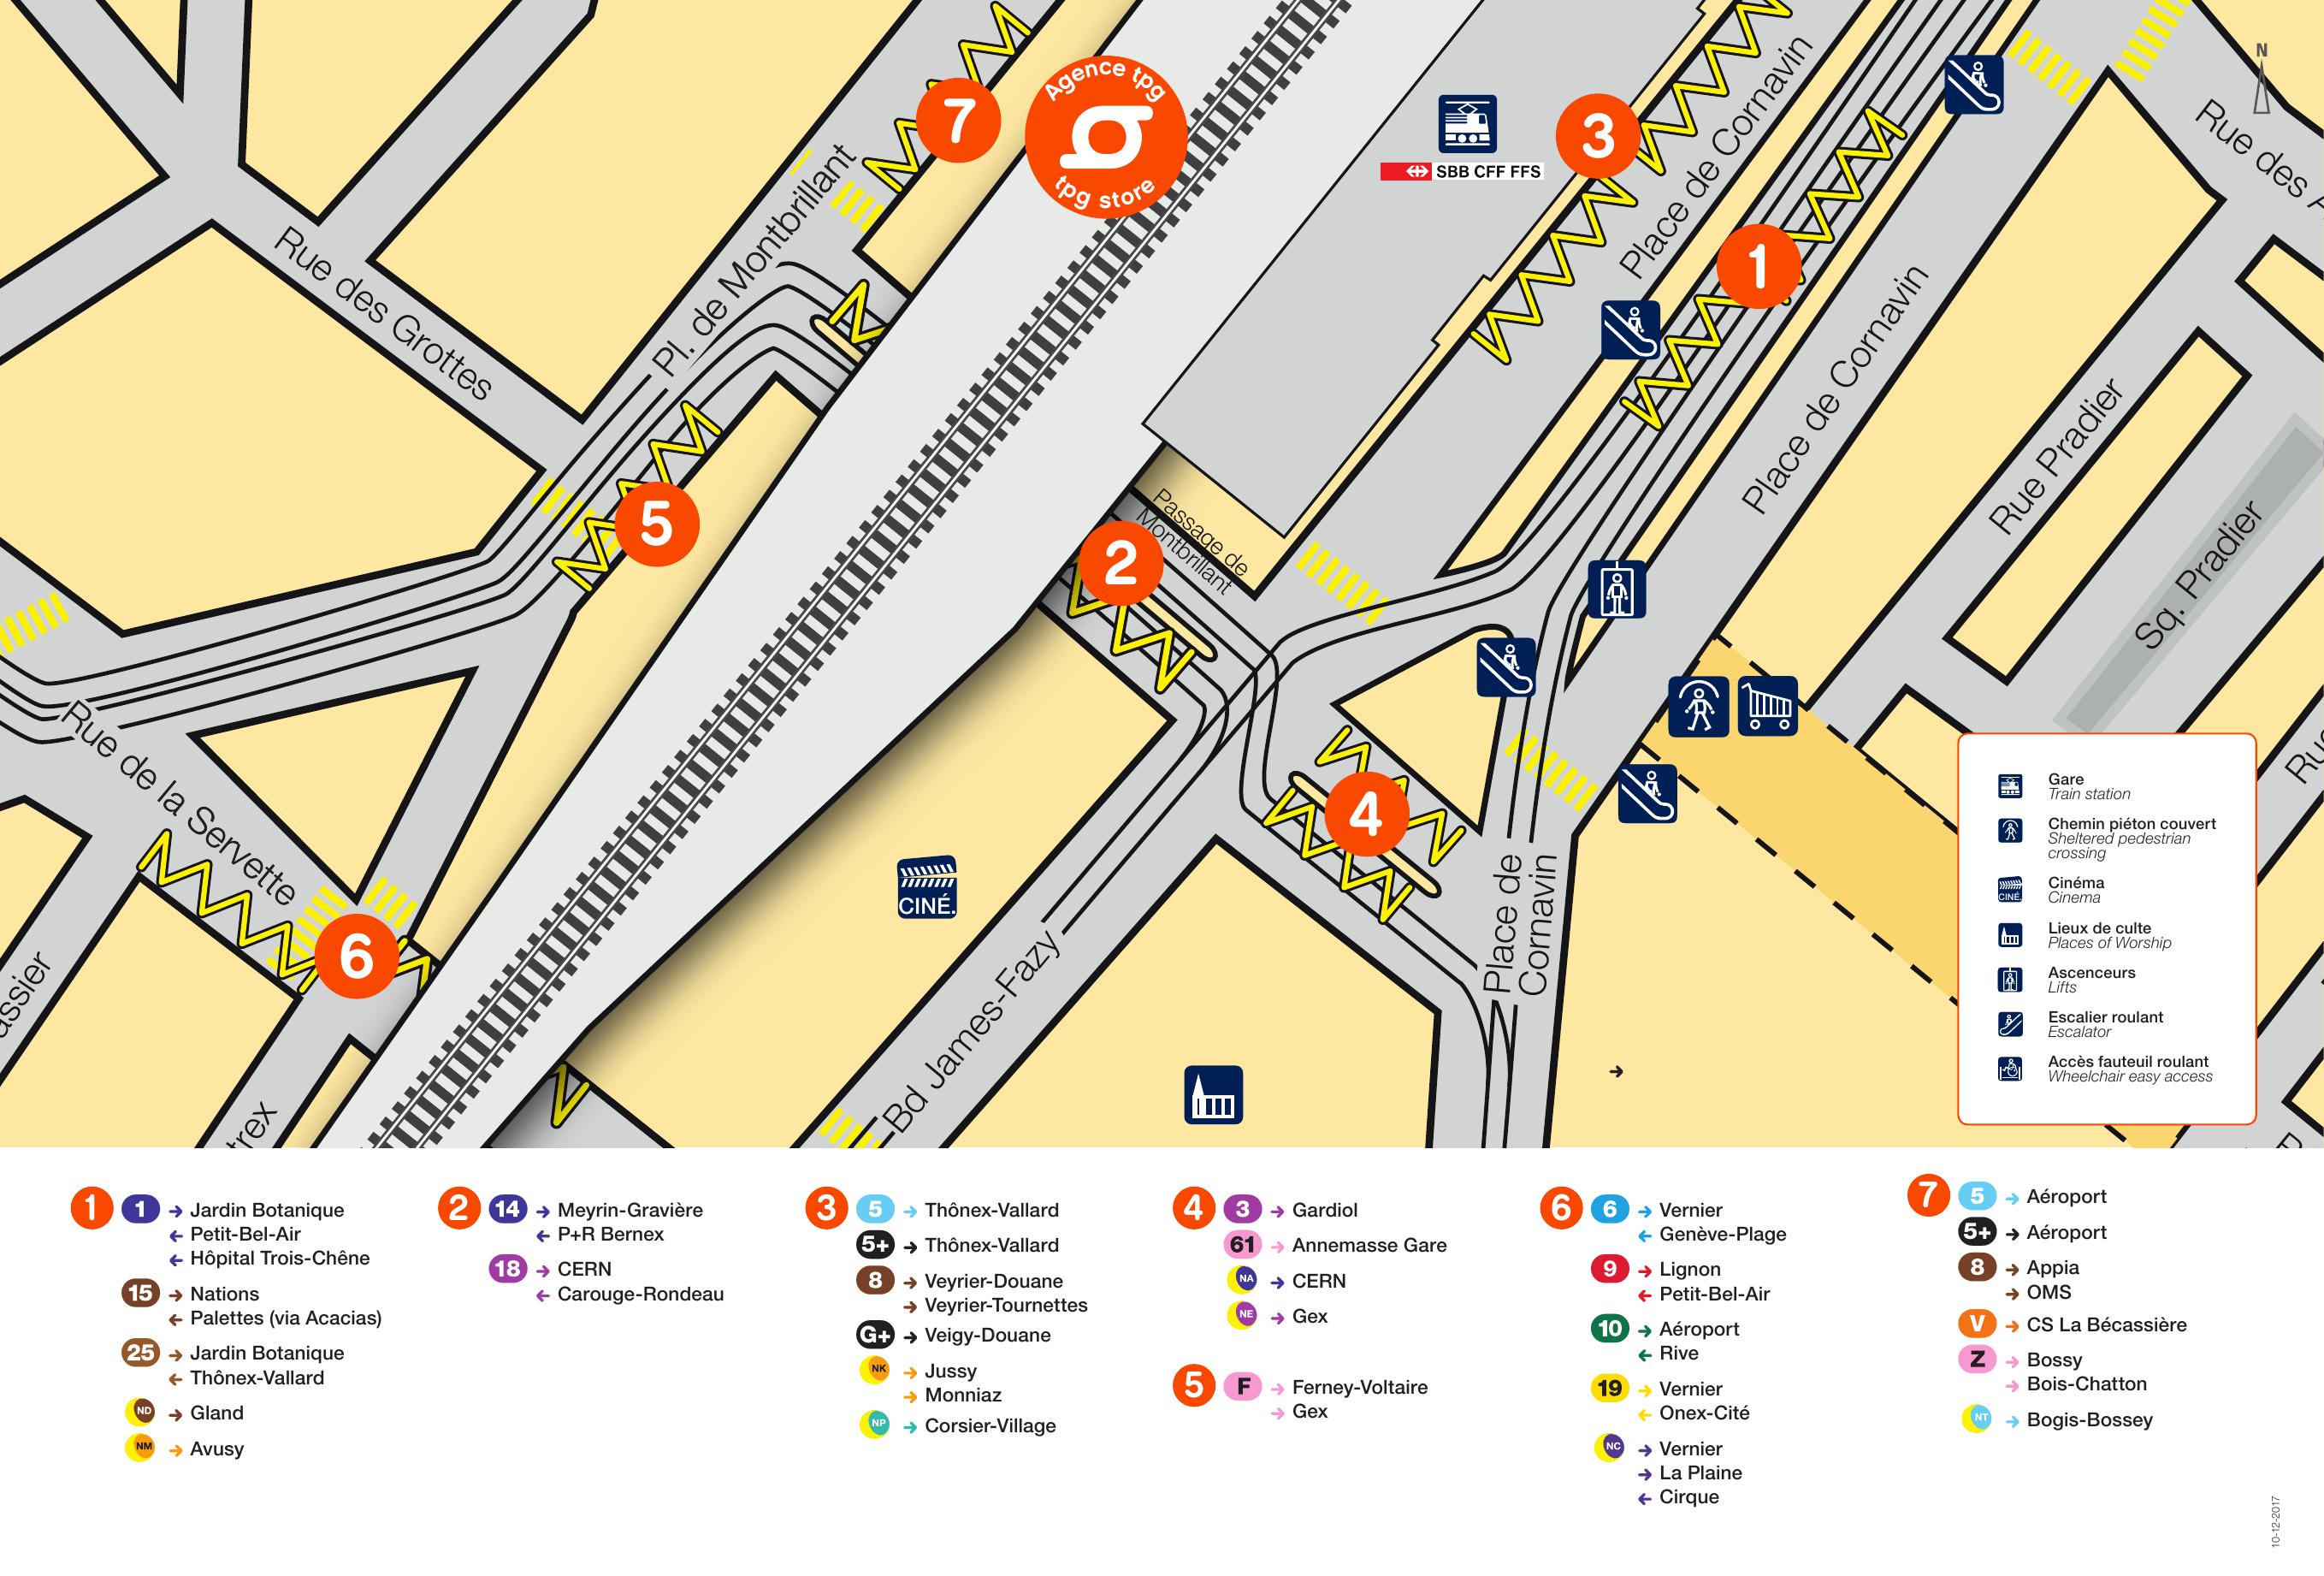 N
Agence tpg
tpg store
7
3
SBB CFF FFS
Place de Cornavin
Rue des
Pl. de Montbrillant
Rue des Grottes
1
Place de Cornavin
Rue Pradier
Sq. Pradier
5
2
Passage de
Montbrillant
Rue de la Servette
4
Place de
Cornavin
CINÉ.
6
Bd James-Fazy
Gare
Train station
Chemin piéton couvert
Sheltered pedestrian
crossing
CINÉ.
Cinéma
Cinema
Lieux de culte
Places of Worship
Ascenceurs
Lifts
Escalier roulant
Escalator
Accès fauteuil roulant
Wheelchair easy access
→
1
1 → Jardin Botanique
← Petit-Bel-Air
← Hôpital Trois-Chêne
15 → Nations
← Palettes (via Acacias)
25 → Jardin Botanique
← Thônex-Vallard
ND → Gland
NM → Avusy
2
14 → Meyrin-Gravière
← P+R Bernex
18 → CERN
← Carouge-Rondeau
3
5 → Thônex-Vallard
5+ → Thônex-Vallard
8 → Veyrier-Douane
→ Veyrier-Tournettes
G+ → Veigy-Douane
NK → Jussy
→ Monniaz
NP → Corsier-Village
4
3 → Gardiol
61 → Annemasse Gare
NA → CERN
NE → Gex
5
F → Ferney-Voltaire
→ Gex
6
6 → Vernier
← Genève-Plage
9 → Lignon
← Petit-Bel-Air
10 → Aéroport
← Rive
19 → Vernier
← Onex-Cité
NC → Vernier
→ La Plaine
← Cirque
7
5 → Aéroport
5+ → Aéroport
8 → Appia
→ OMS
V → CS La Bécassière
Z → Bossy
→ Bois-Chatton
NT → Bogis-Bossey
10-12-2017